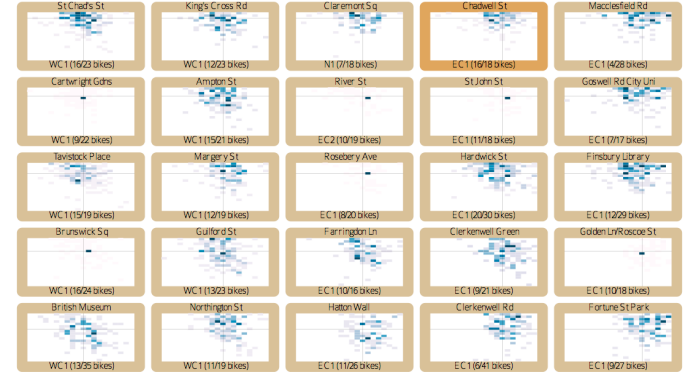 St Chad's St
King's Cross Rd
Claremont Sq
Chadwell St
Macclesfield Rd
WC1 (16/23 bikes)
WC1 (12/23 bikes)
N1 (7/18 bikes)
EC1 (16/18 bikes)
EC1 (4/28 bikes)
Cartwright Gdns
Ampton St
River St
St John St
Goswell Rd City Uni
WC1 (9/22 bikes)
WC1 (15/21 bikes)
EC2 (10/19 bikes)
EC1 (11/18 bikes)
EC1 (7/17 bikes)
Tavistock Place
Margery St
Rosebery Ave
Hardwick St
Finsbury Library
WC1 (15/19 bikes)
WC1 (12/19 bikes)
EC1 (8/20 bikes)
EC1 (20/30 bikes)
EC1 (12/29 bikes)
Brunswick Sq
Guilford St
Farringdon Ln
Clerkenwell Green
Golden Ln/Roscoe St
WC1 (16/24 bikes)
WC1 (13/23 bikes)
EC1 (10/16 bikes)
EC1 (9/21 bikes)
EC1 (10/18 bikes)
British Museum
Northington St
Hatton Wall
Clerkenwell Rd
Fortune St Park
WC1 (13/35 bikes)
WC1 (11/19 bikes)
EC1 (11/26 bikes)
EC1 (6/41 bikes)
EC1 (9/27 bikes)